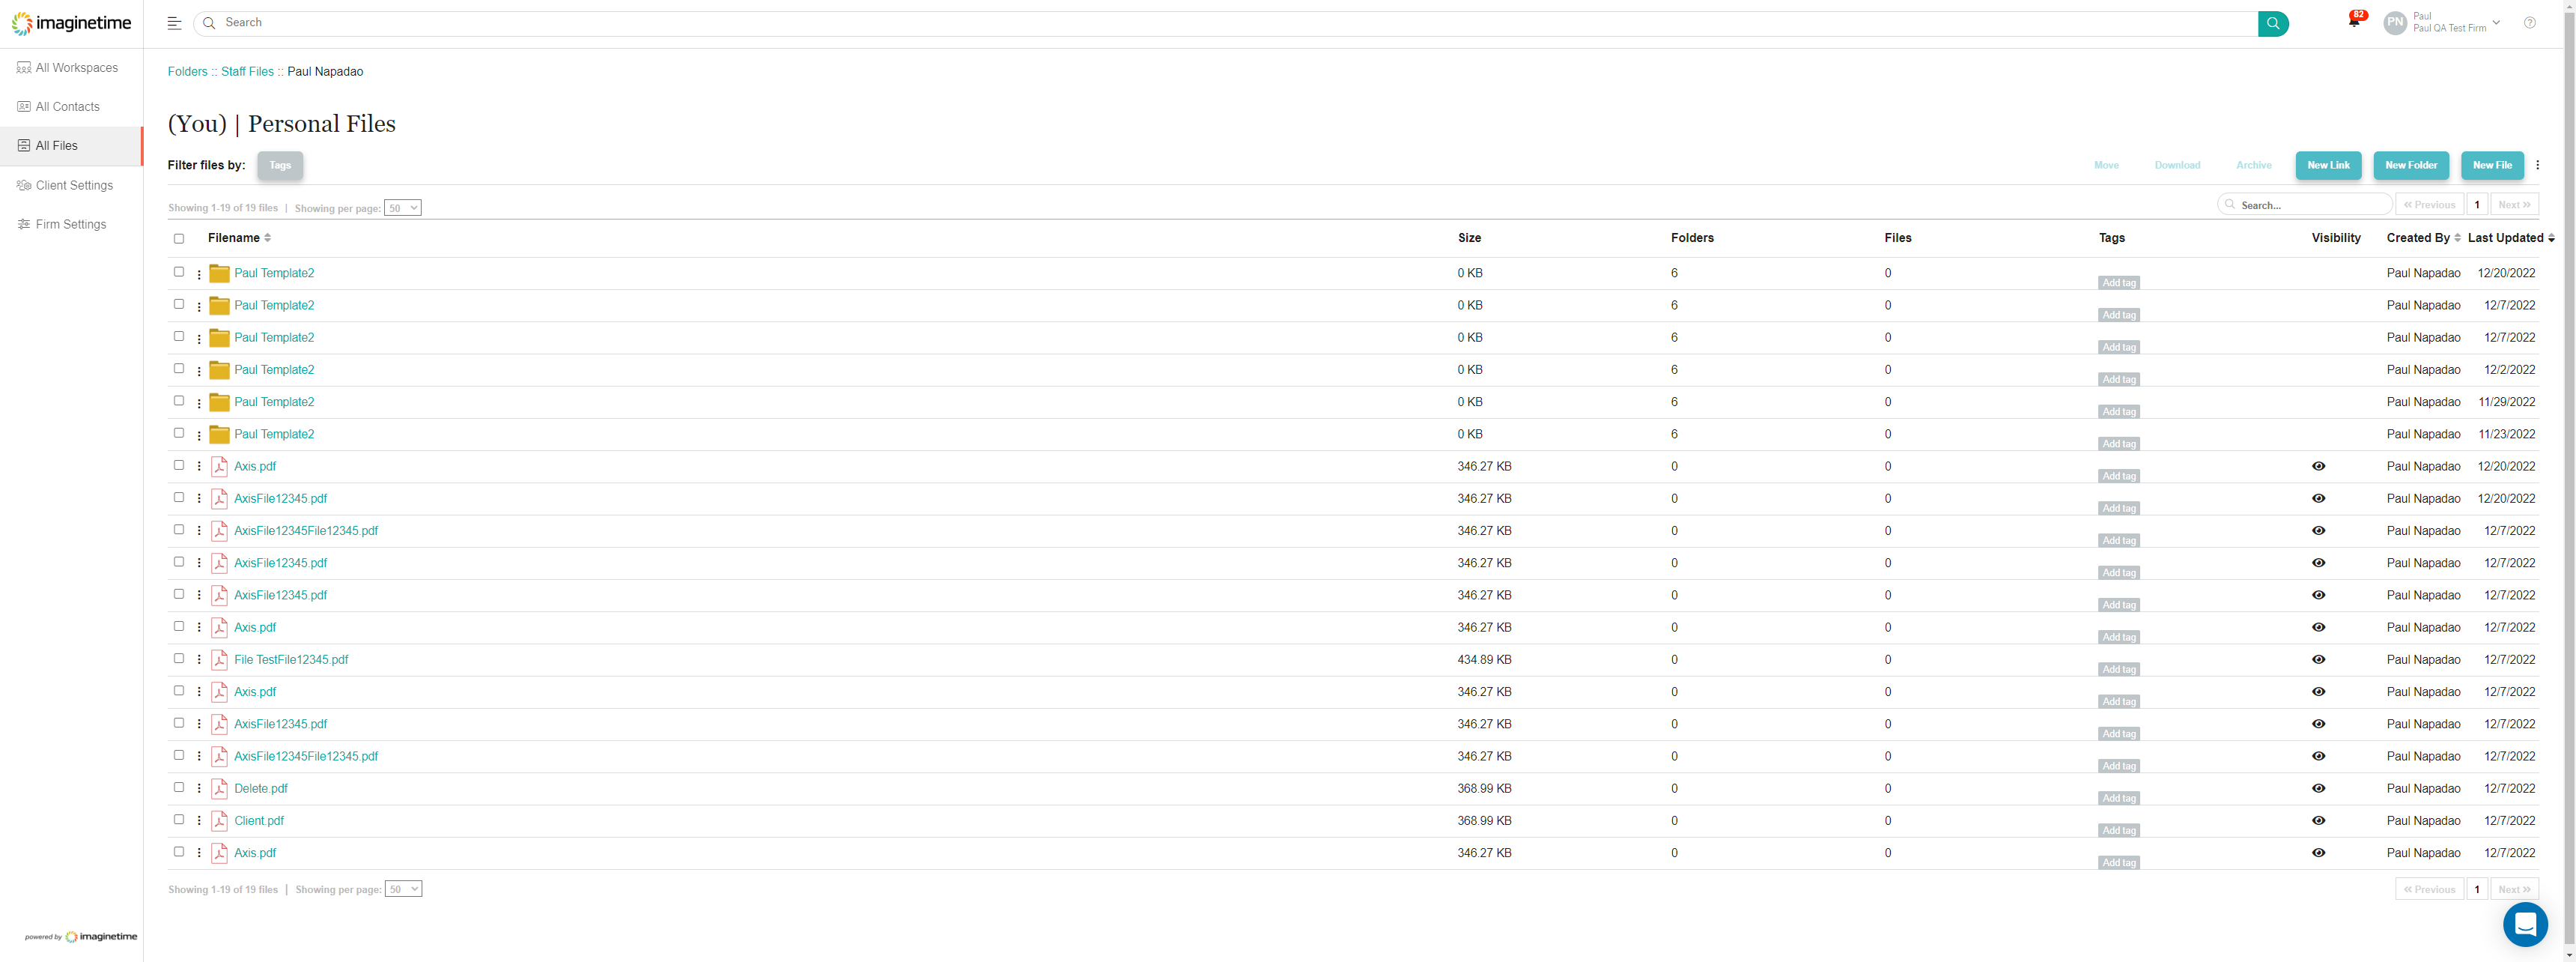 imaginetime
Search
82
PN
Paul
Paul QA Test Firm
All Workspaces
All Contacts
All Files
Client Settings
Firm Settings
Folders :: Staff Files :: Paul Napadao
(You) | Personal Files
Filter files by: Tags
Move Download Archive New Link New Folder New File
Showing 1-19 of 19 files | Showing per page: 50
Search... « Previous 1 Next »
Filename Size Folders Files Tags Visibility Created By Last Updated
Paul Template2 0 KB 6 0 Add tag Paul Napadao 12/20/2022
Paul Template2 0 KB 6 0 Add tag Paul Napadao 12/7/2022
Paul Template2 0 KB 6 0 Add tag Paul Napadao 12/7/2022
Paul Template2 0 KB 6 0 Add tag Paul Napadao 12/2/2022
Paul Template2 0 KB 6 0 Add tag Paul Napadao 11/29/2022
Paul Template2 0 KB 6 0 Add tag Paul Napadao 11/23/2022
Axis.pdf 346.27 KB 0 0 Add tag Paul Napadao 12/20/2022
AxisFile12345.pdf 346.27 KB 0 0 Add tag Paul Napadao 12/20/2022
AxisFile12345File12345.pdf 346.27 KB 0 0 Add tag Paul Napadao 12/7/2022
AxisFile12345.pdf 346.27 KB 0 0 Add tag Paul Napadao 12/7/2022
AxisFile12345.pdf 346.27 KB 0 0 Add tag Paul Napadao 12/7/2022
Axis.pdf 346.27 KB 0 0 Add tag Paul Napadao 12/7/2022
File TestFile12345.pdf 434.89 KB 0 0 Add tag Paul Napadao 12/7/2022
Axis.pdf 346.27 KB 0 0 Add tag Paul Napadao 12/7/2022
AxisFile12345.pdf 346.27 KB 0 0 Add tag Paul Napadao 12/7/2022
AxisFile12345File12345.pdf 346.27 KB 0 0 Add tag Paul Napadao 12/7/2022
Delete.pdf 368.99 KB 0 0 Add tag Paul Napadao 12/7/2022
Client.pdf 368.99 KB 0 0 Add tag Paul Napadao 12/7/2022
Axis.pdf 346.27 KB 0 0 Add tag Paul Napadao 12/7/2022
Showing 1-19 of 19 files | Showing per page: 50
« Previous 1 Next »
powered by imaginetime